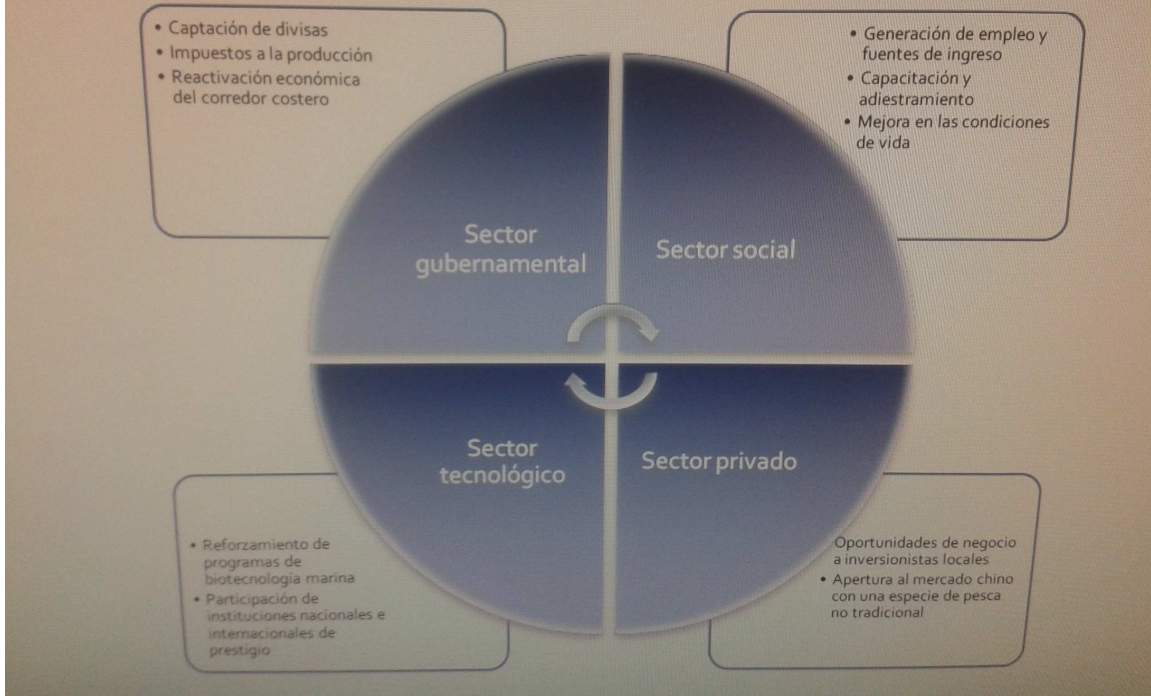 • Captación de divisas
• Impuestos a la producción
• Reactivación económica
del corredor costero
• Generación de empleo y
fuentes de ingreso
• Capacitación y
adiestramiento
• Mejora en las condiciones
de vida
Sector
gubernamental
Sector social
Sector
tecnológico
Sector privado
• Reforzamiento de
programas de
biotecnología marina
• Participación de
instituciones nacionales e
internacionales de
prestigio
Oportunidades de negocio
a inversionistas locales
• Apertura al mercado chino
con una especie de pesca
no tradicional